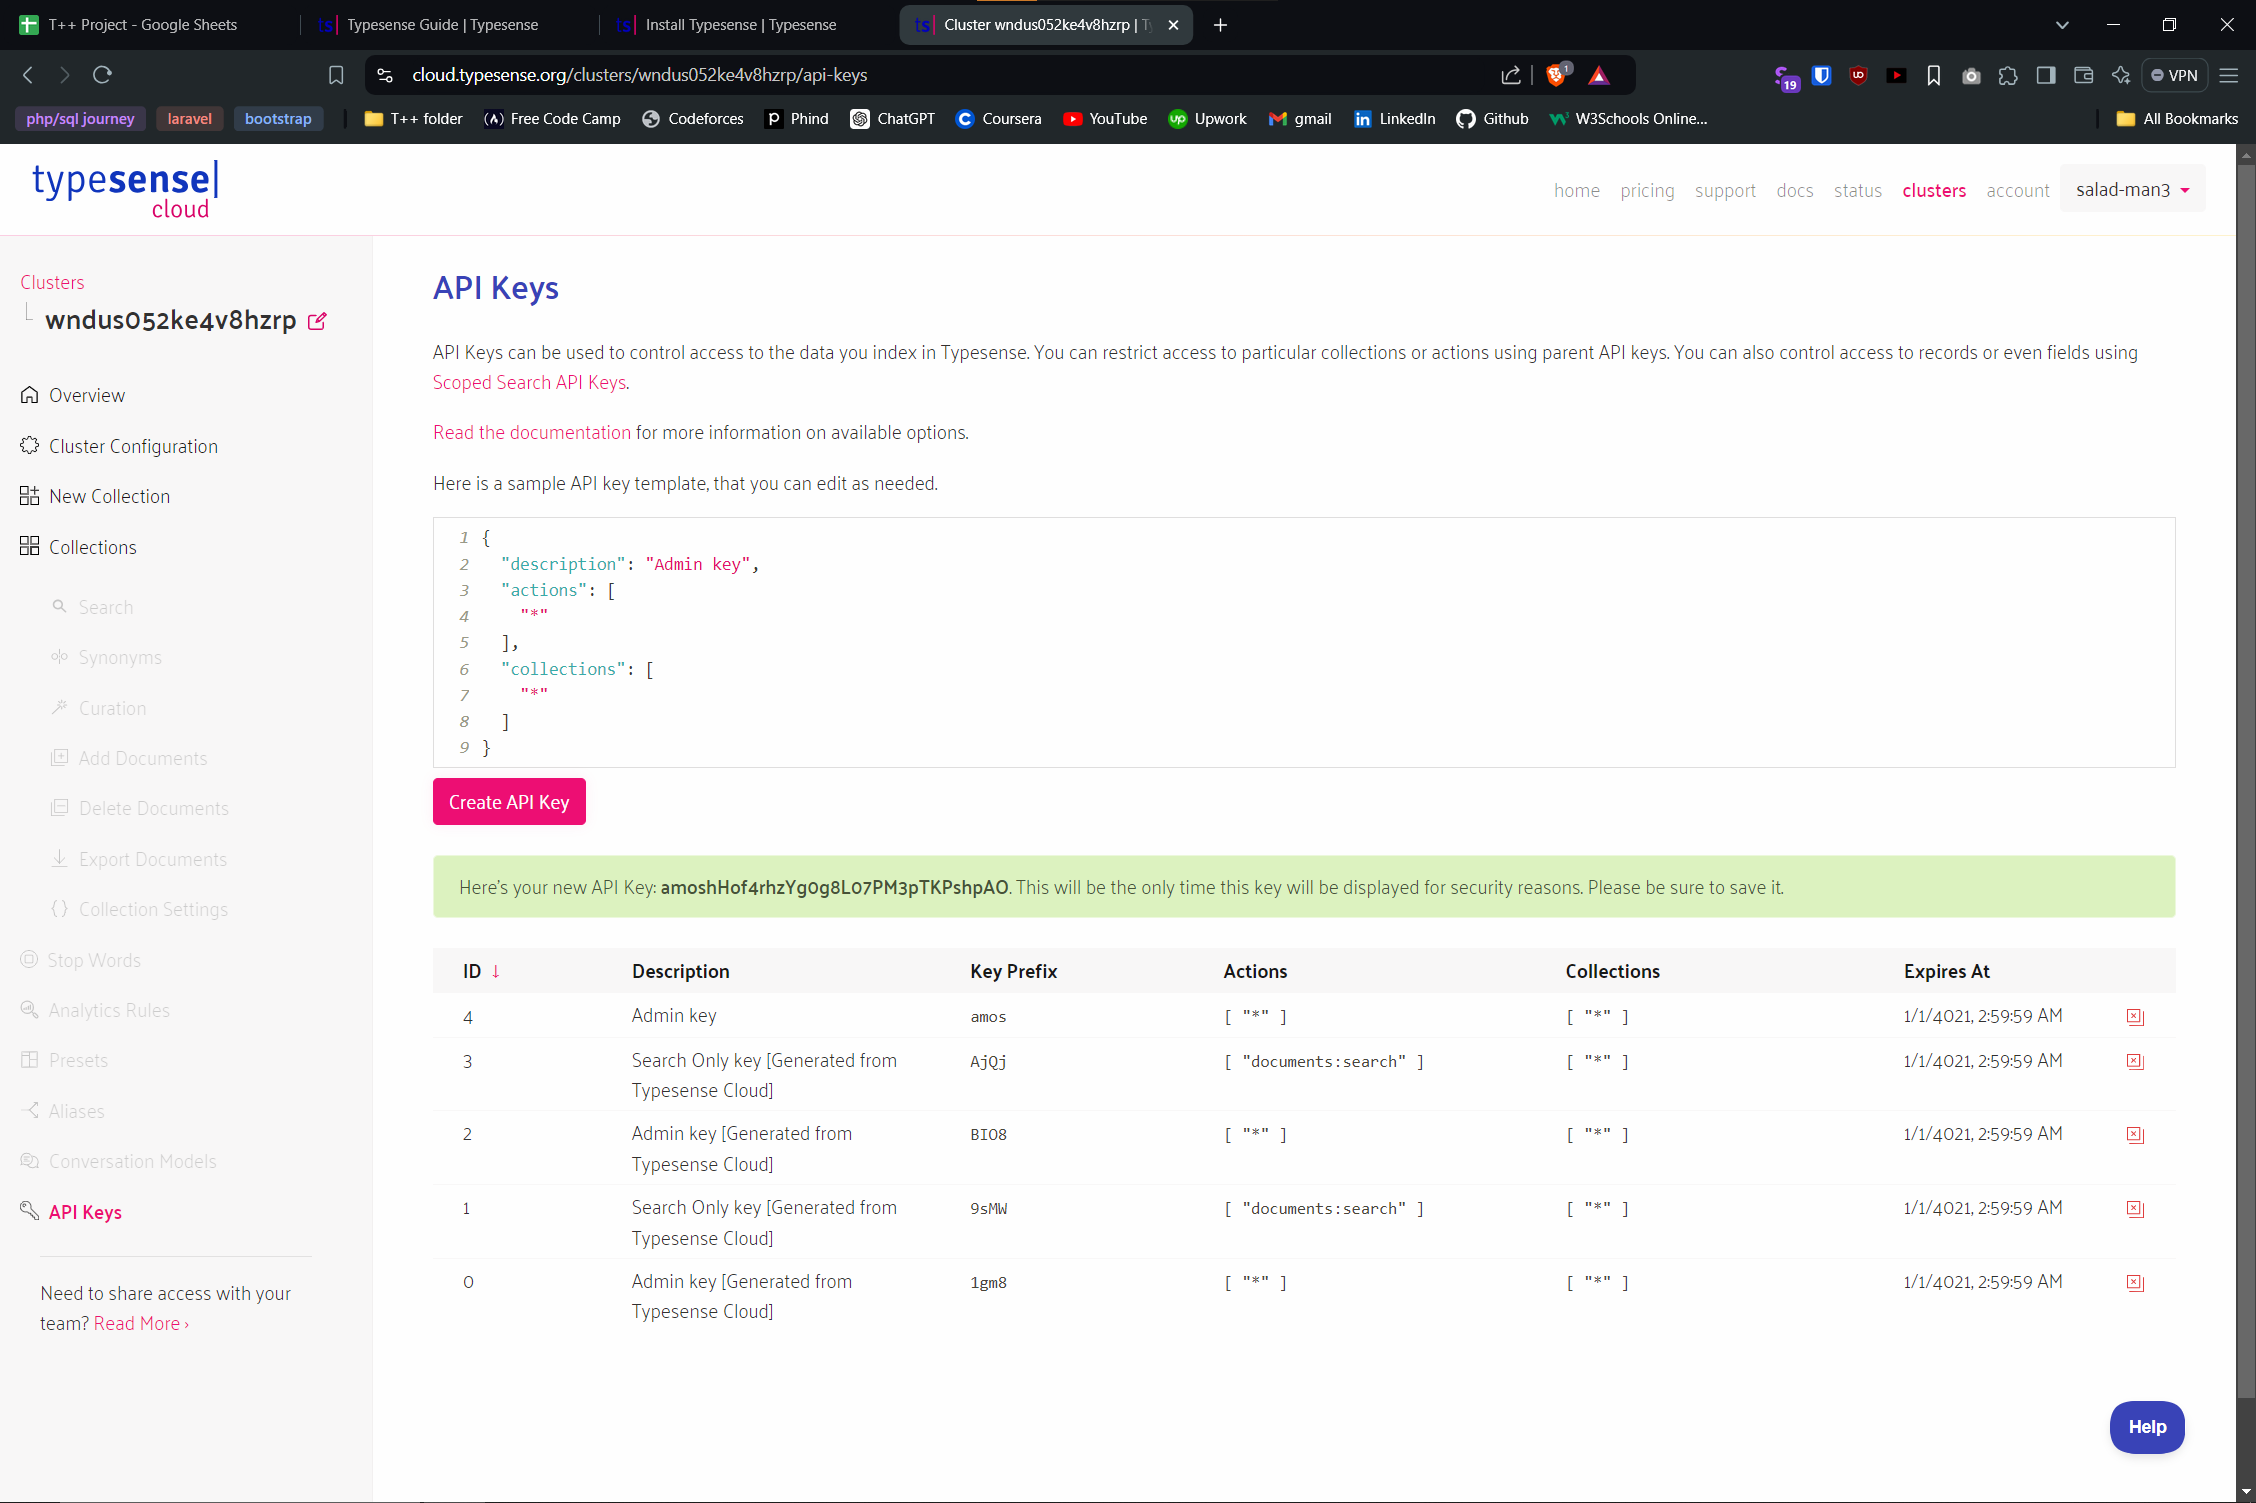 T++ Project - Google Sheets
ts| Typesense Guide | Typesense
ts| Install Typesense | Typesense
ts| Cluster wndus052ke4v8hzrp | Ty
cloud.typesense.org/clusters/wndus052ke4v8hzrp/api-keys
1
19
VPN
php/sql journey
laravel
bootstrap
T++ folder
(A) Free Code Camp
Codeforces
P Phind
ChatGPT
C Coursera
YouTube
up Upwork
gmail
in LinkedIn
Github
W3Schools Online...
All Bookmarks
typesense|
cloud
home pricing support docs status clusters account salad-man3
Clusters
wndus052ke4v8hzrp
Overview
Cluster Configuration
New Collection
Collections
Search
Synonyms
Curation
Add Documents
Delete Documents
Export Documents
Collection Settings
Stop Words
Analytics Rules
Presets
Aliases
Conversation Models
API Keys
Need to share access with your
team? Read More ›
API Keys
API Keys can be used to control access to the data you index in Typesense. You can restrict access to particular collections or actions using parent API keys. You can also control access to records or even fields using
Scoped Search API Keys.
Read the documentation for more information on available options.
Here is a sample API key template, that you can edit as needed.
1 {
2 "description": "Admin key",
3 "actions": [
4 "*"
5 ],
6 "collections": [
7 "*"
8 ]
9 }
Create API Key
Here's your new API Key: amoshHof4rhzYg0g8L07PM3pTKPshpAO. This will be the only time this key will be displayed for security reasons. Please be sure to save it.
ID ↓ Description Key Prefix Actions Collections Expires At
4 Admin key amos [ "*" ] [ "*" ] 1/1/4021, 2:59:59 AM
3 Search Only key [Generated from AjQj [ "documents:search" ] [ "*" ] 1/1/4021, 2:59:59 AM
Typesense Cloud]
2 Admin key [Generated from BIO8 [ "*" ] [ "*" ] 1/1/4021, 2:59:59 AM
Typesense Cloud]
1 Search Only key [Generated from 9sMW [ "documents:search" ] [ "*" ] 1/1/4021, 2:59:59 AM
Typesense Cloud]
0 Admin key [Generated from 1gm8 [ "*" ] [ "*" ] 1/1/4021, 2:59:59 AM
Typesense Cloud]
Help